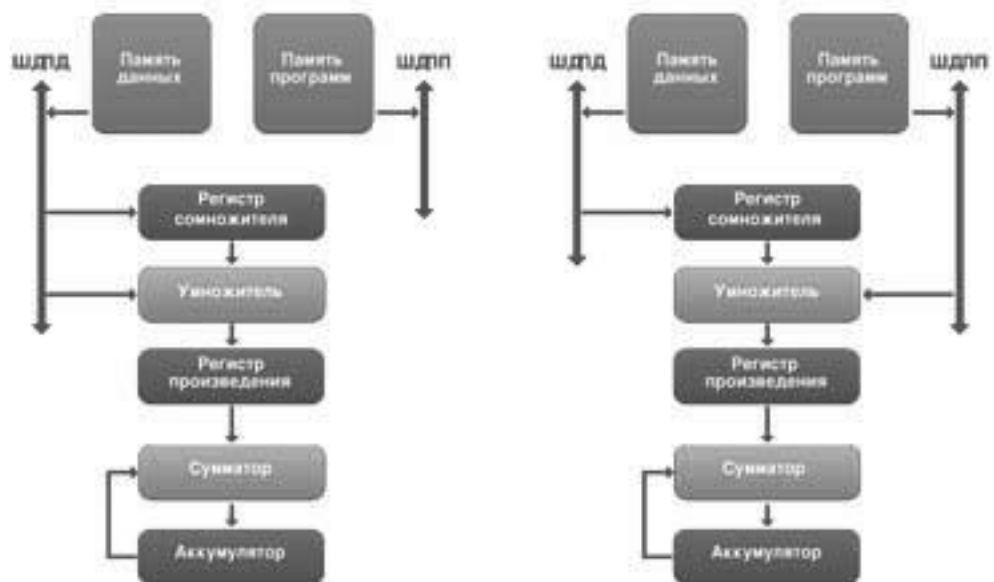 ШДПД
Память
данных
Память
программ
ШДПП
Регистр
сомножителя
Умножитель
Регистр
произведения
Сумматор
Аккумулятор
ШДПД
Память
данных
Память
программ
ШДПП
Регистр
сомножителя
Умножитель
Регистр
произведения
Сумматор
Аккумулятор